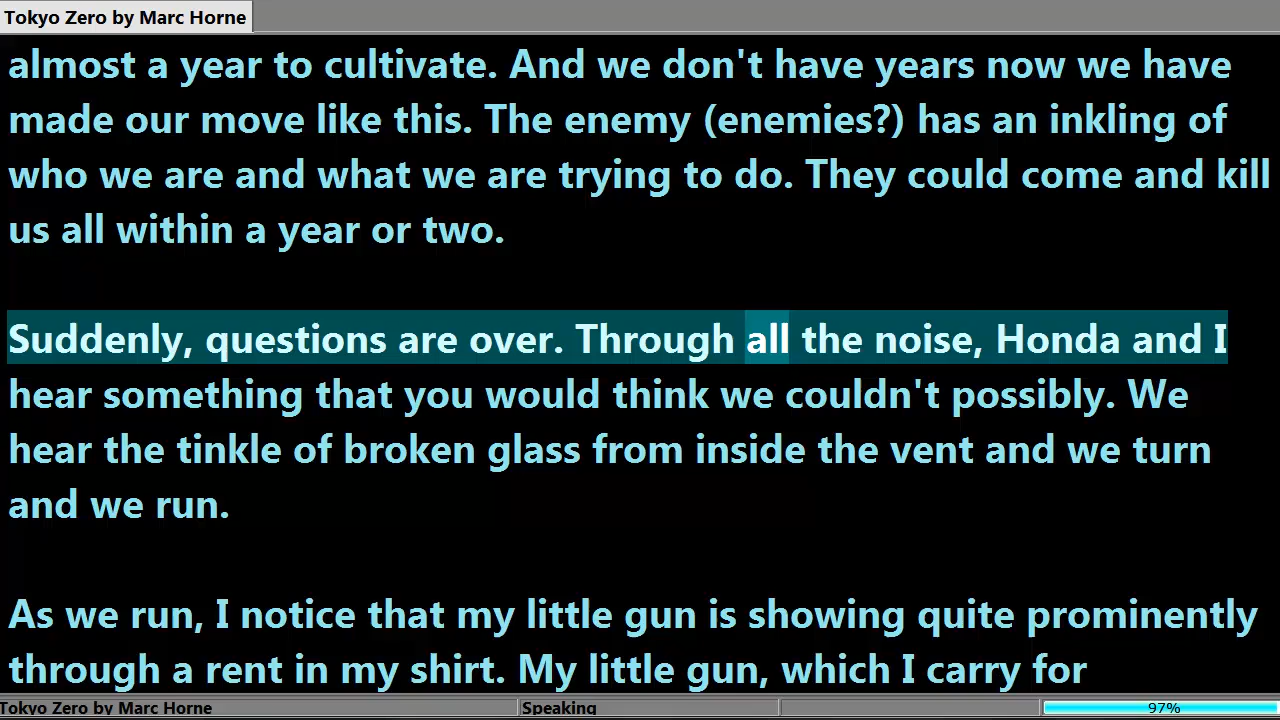 Tokyo Zero by Marc Horne
almost a year to cultivate. And we don't have years now we have
made our move like this. The enemy (enemies?) has an inkling of
who we are and what we are trying to do. They could come and kill
us all within a year or two.
Suddenly, questions are over. Through all the noise, Honda and I
hear something that you would think we couldn't possibly. We
hear the tinkle of broken glass from inside the vent and we turn
and we run.
As we run, I notice that my little gun is showing quite prominently
through a rent in my shirt. My little gun, which I carry for
Tokyo Zero by Marc Horne
Speaking
97%